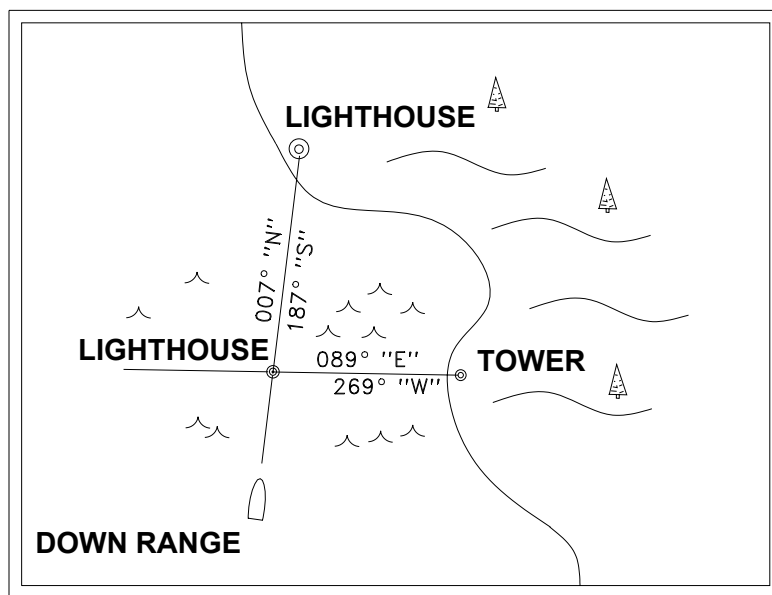 LIGHTHOUSE
007° "N"
187° "S"
LIGHTHOUSE
089° "E"
269° "W"
TOWER
DOWN RANGE